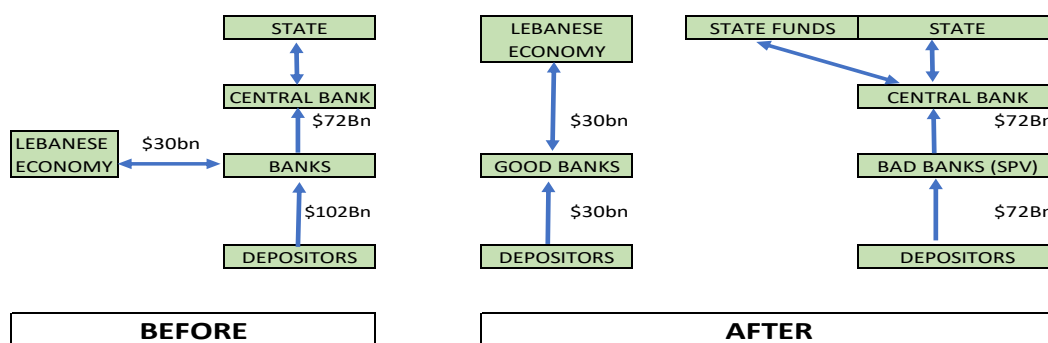 STATE
CENTRAL BANK
$72Bn
LEBANESE
ECONOMY
$30bn
BANKS
$102Bn
DEPOSITORS
BEFORE
LEBANESE
ECONOMY
$30bn
GOOD BANKS
$30bn
DEPOSITORS
STATE FUNDS
STATE
CENTRAL BANK
$72Bn
BAD BANKS (SPV)
$72Bn
DEPOSITORS
AFTER